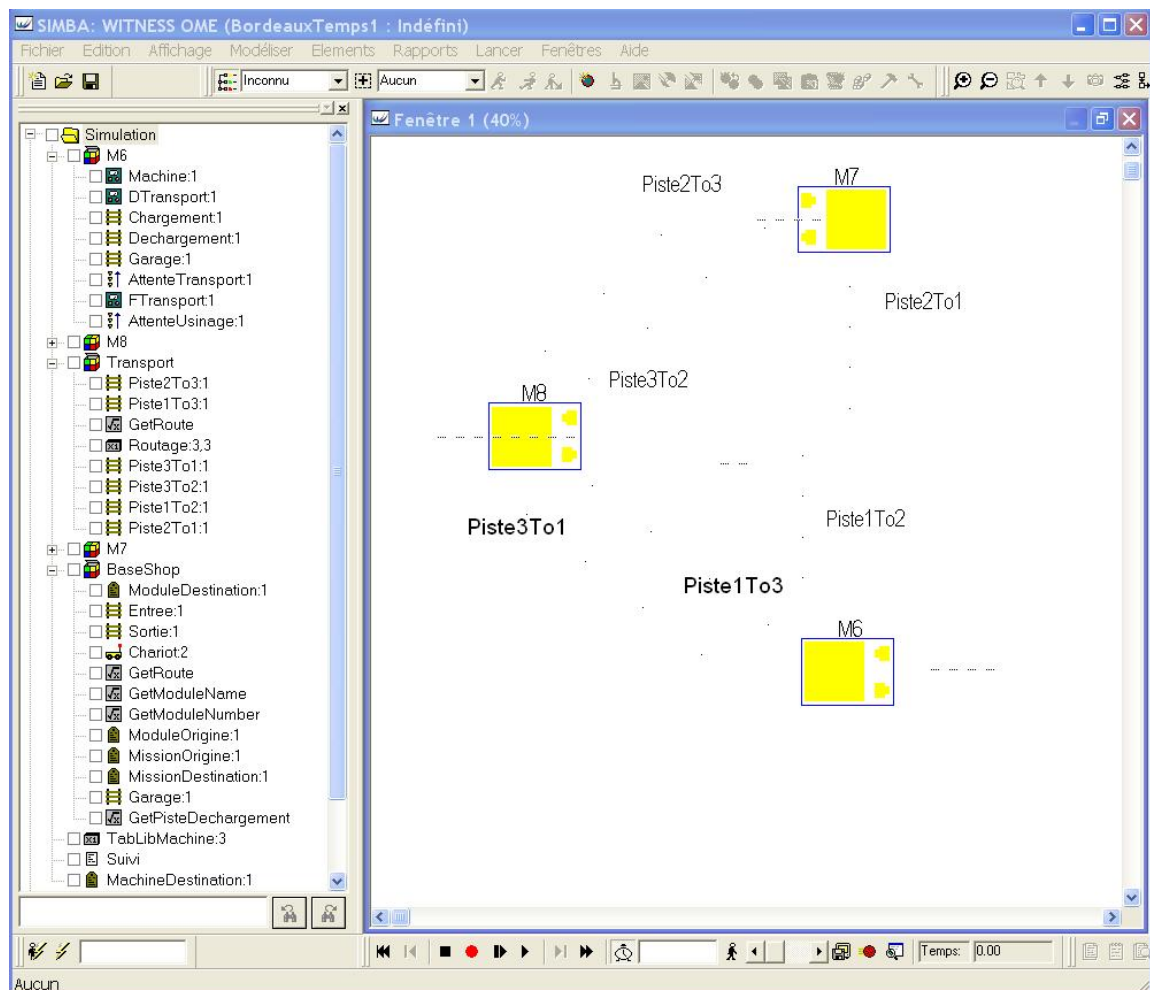 SIMBA: WITNESS OME (BordeauxTemps1 : Indéfini)
Fichier Edition Affichage Modéliser Elements Rapports Lancer Fenêtres Aide
Inconnu Aucun
Simulation
M6
Machine:1
DTransport:1
Chargement:1
Dechargement:1
Garage:1
AttenteTransport:1
FTransport:1
AttenteUsinage:1
M8
Transport
Piste2To3:1
Piste1To3:1
GetRoute
Routage:3,3
Piste3To1:1
Piste3To2:1
Piste1To2:1
Piste2To1:1
M7
BaseShop
ModuleDestination:1
Entree:1
Sortie:1
Chariot:2
GetRoute
GetModuleName
GetModuleNumber
ModuleOrigine:1
MissionOrigine:1
MissionDestination:1
Garage:1
GetPisteDechargement
TabLibMachine:3
Suivi
MachineDestination:1
Fenêtre 1 (40%)
Piste2To3
M7
Piste2To1
Piste3To2
M8
Piste3To1
Piste1To2
Piste1To3
M6
Temps: 0.00
Aucun